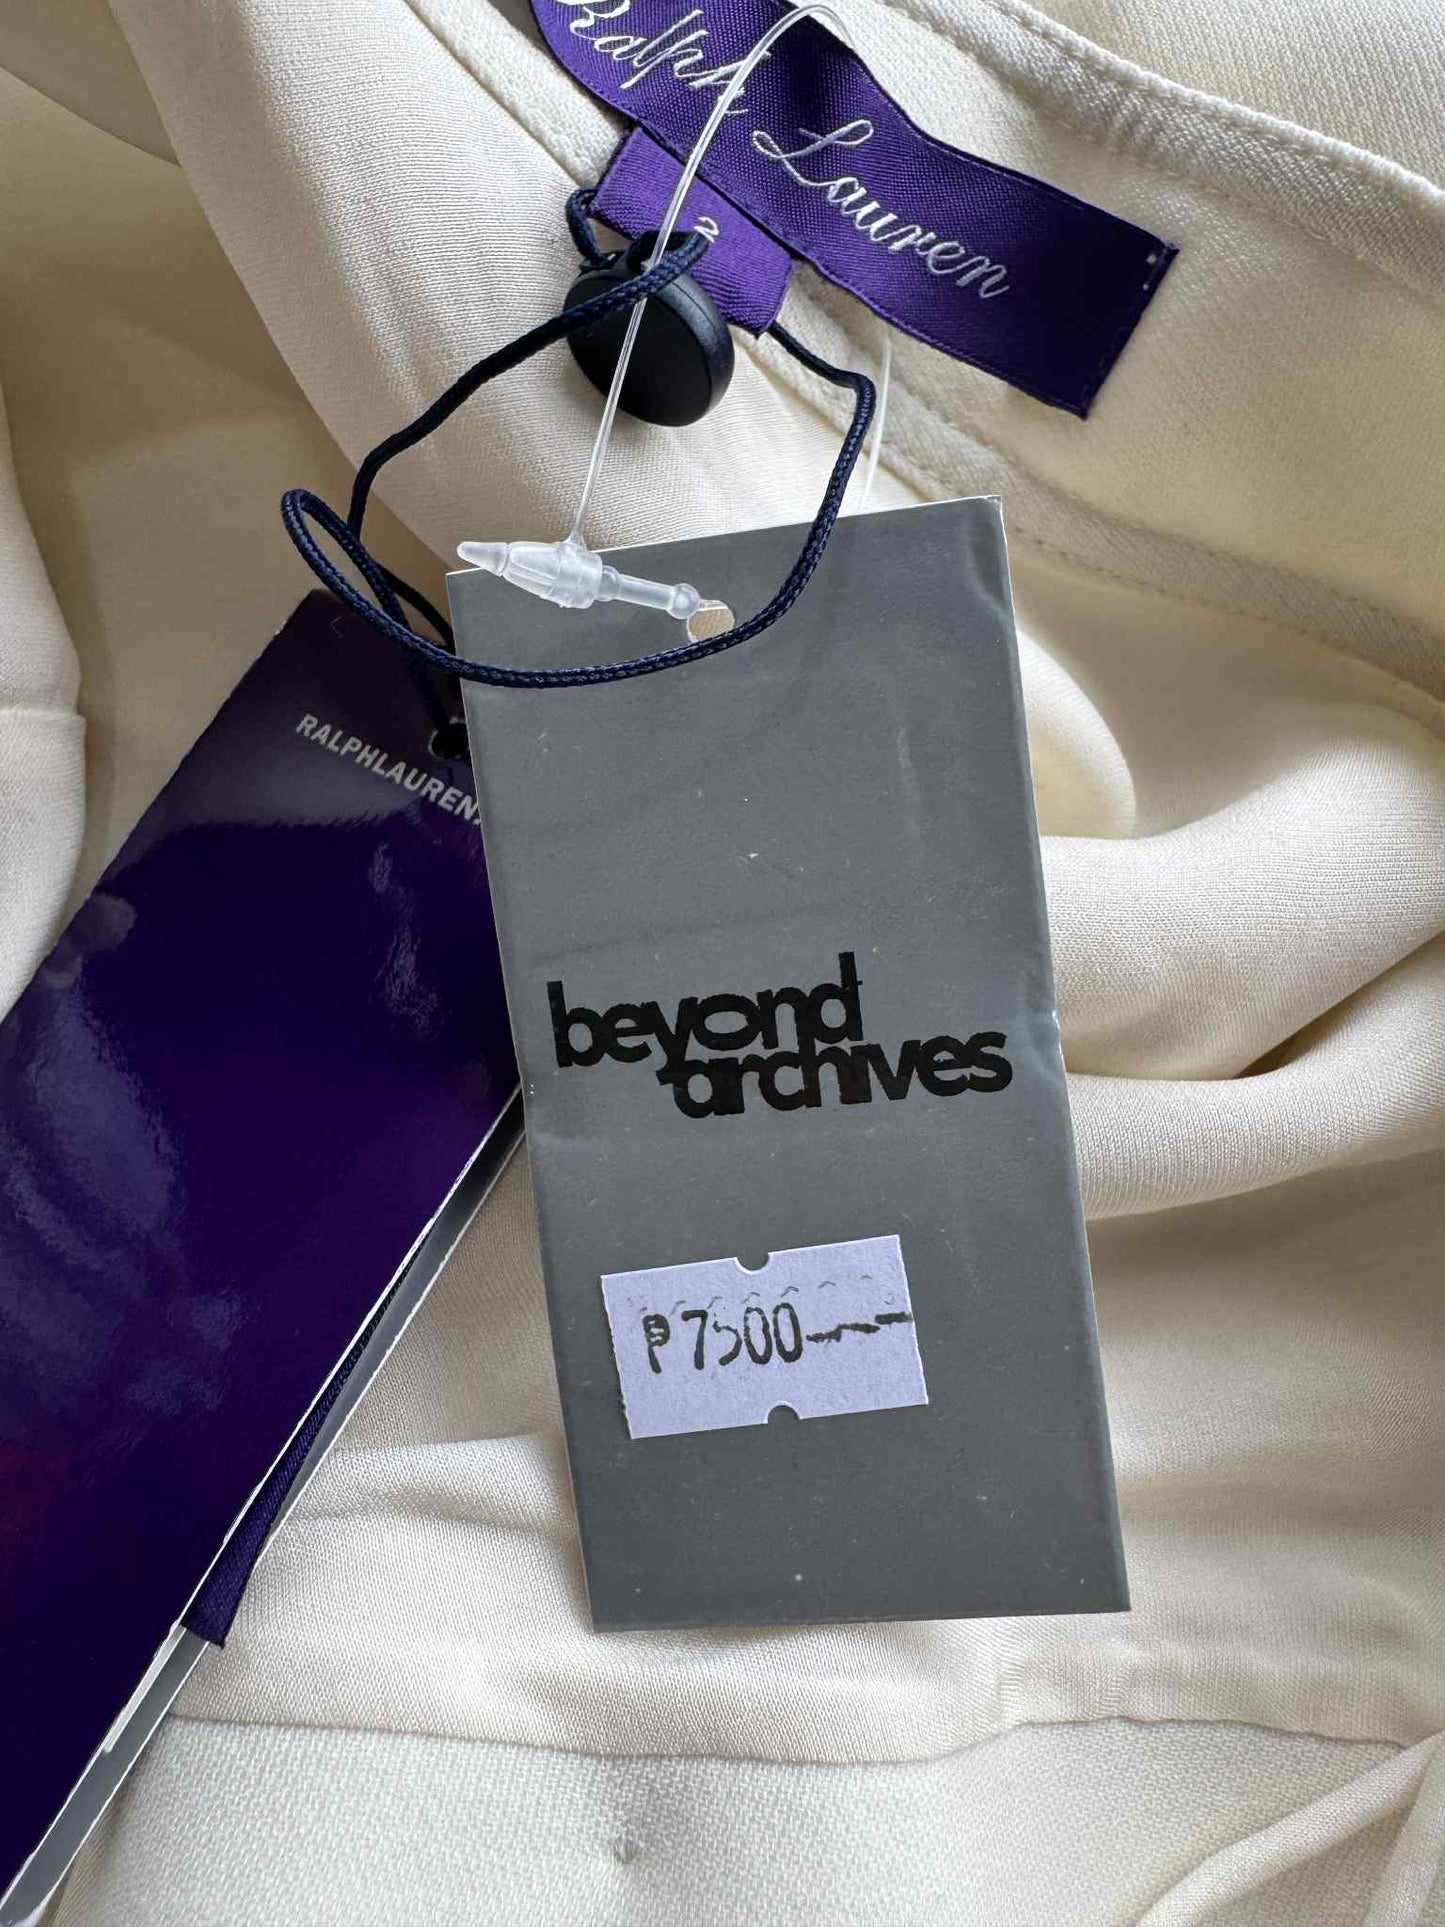 Ralph Lauren
2
RALPHLAUREN
beyond
archives
₱7500